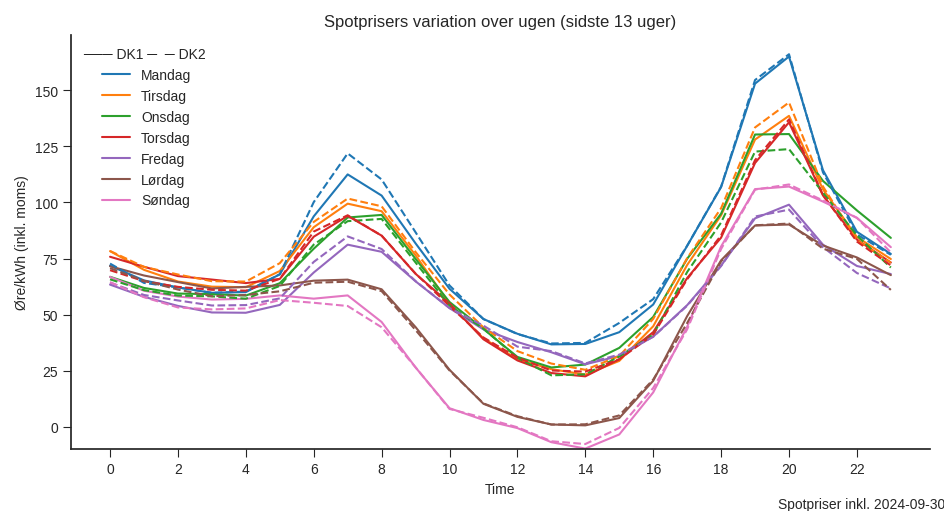 Spotprisers variation over ugen (sidste 13 uger)
DK1 DK2
Mandag
Tirsdag
Onsdag
Torsdag
Fredag
Lørdag
Søndag
Øre/kWh (inkl. moms)
150
125
100
75
50
25
0
0 2 4 6 8 10 12 14 16 18 20 22
Time
Spotpriser inkl. 2024-09-30